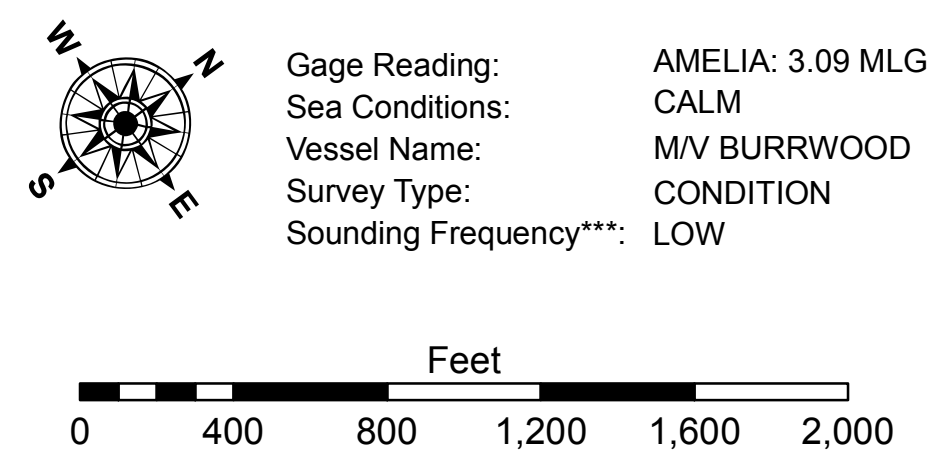 W
N
S
E
Gage Reading: AMELIA: 3.09 MLG
Sea Conditions: CALM
Vessel Name: M/V BURRWOOD
Survey Type: CONDITION
Sounding Frequency***: LOW
Feet
0 400 800 1,200 1,600 2,000